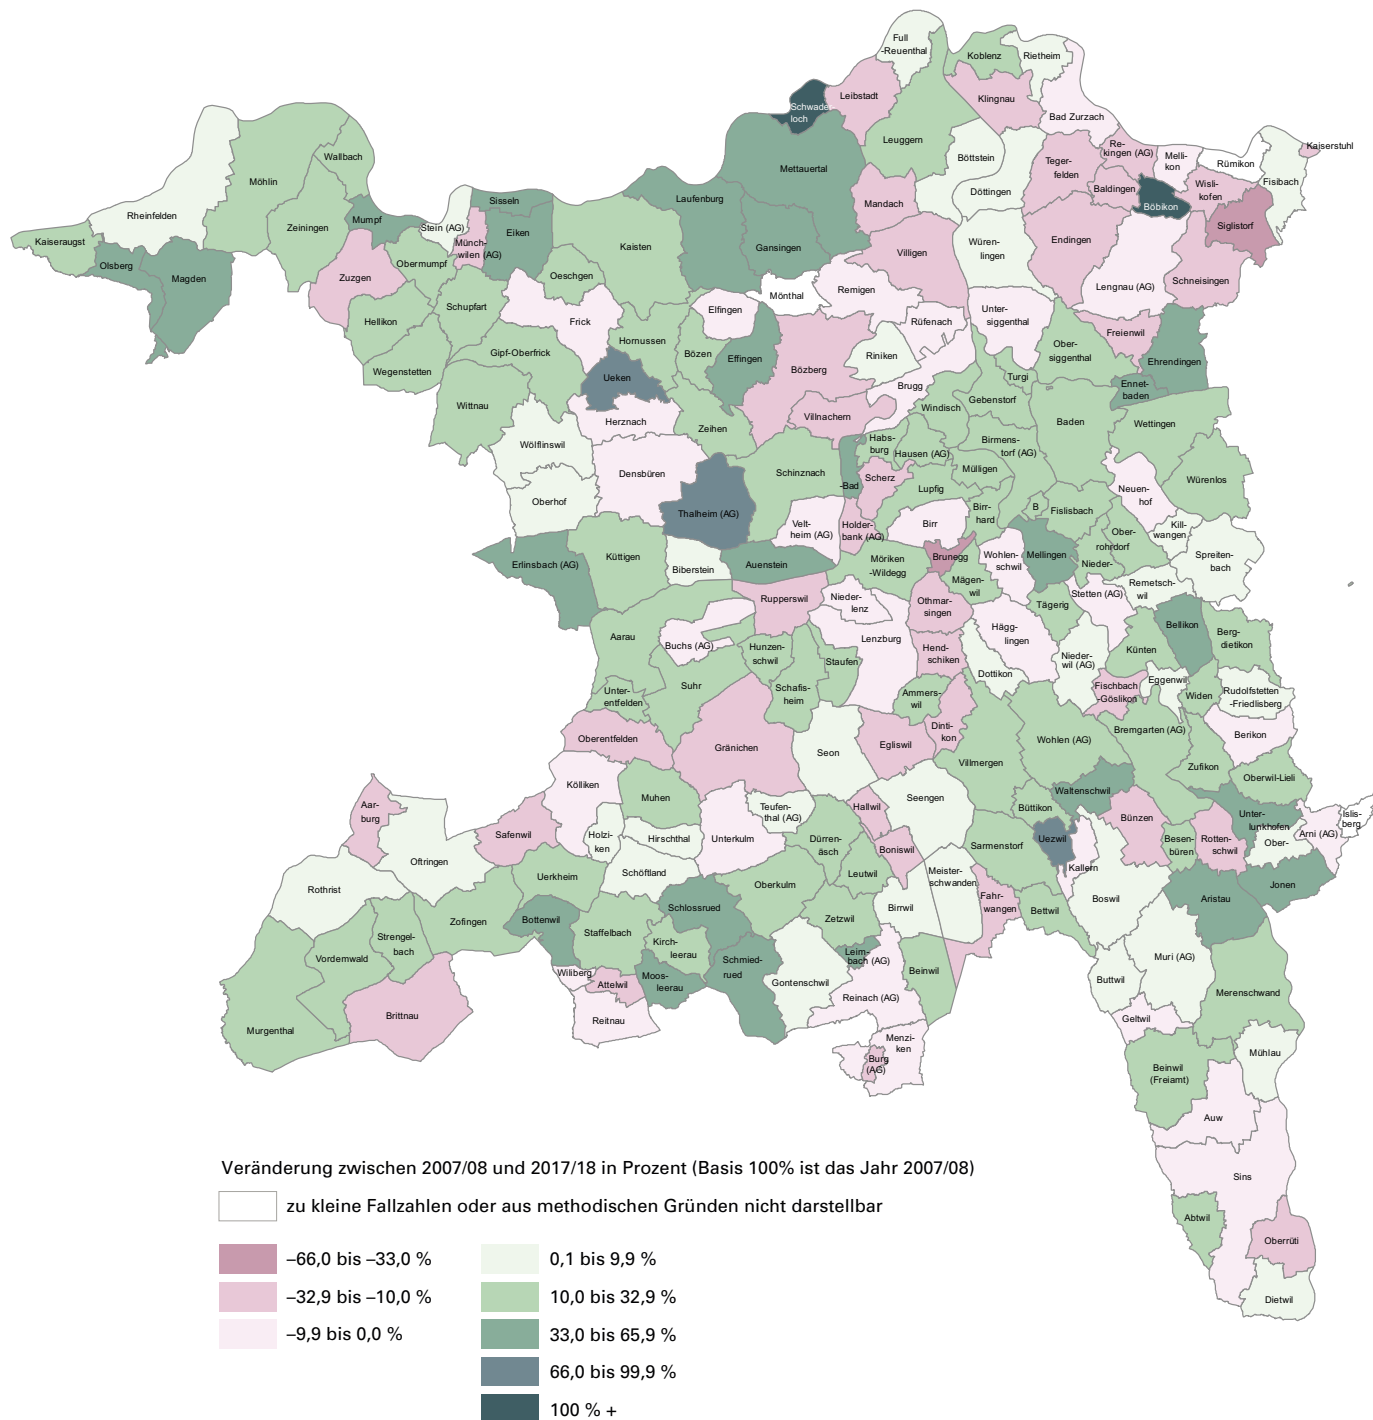 Full
-Reuenthal
Koblenz
Rietheim
Leibstadt
Klingnau
Schwader-
loch
Bad Zurzach
Leuggern
Kaiserstuhl
Re-
kingen (AG)
Melli-
kon
Rümikon
Wallbach
Böttstein
Teger-
felden
Mettauertal
Fisibach
Möhlin
Baldingen
Wisli-
kofen
Döttingen
Laufenburg
Sisseln
Mandach
Böbikon
Rheinfelden
Mumpf
Zeiningen
Stein (AG)
Siglistorf
Eiken
Kaiseraugst
Münch-
wilen (AG)
Kaisten
Gansingen
Endingen
Würen-
lingen
Villigen
Olsberg
Obermumpf
Magden
Zuzgen
Oeschgen
Schneisingen
Lengnau (AG)
Remigen
Mönthal
Schupfart
Elfingen
Unter-
siggenthal
Hellikon
Frick
Rüfenach
Freienwil
Hornussen
Ober-
siggenthal
Gipf-Oberfrick
Bözen
Effingen
Riniken
Ehrendingen
Wegenstetten
Ueken
Bözberg
Turgi
Brugg
Ennet-
baden
Gebenstorf
Wittnau
Windisch
Villnachern
Herznach
Baden
Wettingen
Zeihen
Habs-
burg
Birmens-
torf (AG)
Wölflinswil
Hausen (AG)
Densbüren
Schinznach
Mülligen
Scherz
Würenlos
-Bad
Lupfig
Neuen-
hof
Oberhof
Birr-
hard
B
Thalheim (AG)
Fislisbach
Velt-
heim (AG)
Holder-
bank (AG)
Birr
Kill-
wangen
Ober-
rohrdorf
Küttigen
Brunegg
Wohlen-
schwil
Mellingen
Spreiten-
bach
Erlinsbach (AG)
Auenstein
Möriken
-Wildegg
Nieder-
Biberstein
Mägen-
wil
Remetsch-
wil
Rupperswil
Nieder-
lenz
Othmar-
singen
Stetten (AG)
Tägerig
Aarau
Bellikon
Hägg-
lingen
Berg-
dietikon
Buchs (AG)
Lenzburg
Hunzen-
schwil
Hend-
schiken
Künten
Nieder-
wil (AG)
Staufen
Dottikon
Eggenwil
Suhr
Schafis-
heim
Fischbach
-Göslikon
Unter-
entfelden
Ammers-
wil
Widen
Rudolfstetten
-Friedlisberg
Dinti-
kon
Bremgarten (AG)
Berikon
Oberentfelden
Gränichen
Egliswil
Wohlen (AG)
Seon
Villmergen
Zufikon
Oberwil-Lieli
Kölliken
Waltenschwil
Muhen
Seengen
Aar-
burg
Teufen-
thal (AG)
Hallwil
Büttikon
Unter-
lunkhofen
Islis-
berg
Bünzen
Safenwil
Holzi-
ken
Hirschthal
Unterkulm
Dürren-
äsch
Uezwil
Besen-
büren
Rotten-
schwil
Arni (AG)
Ober-
Sarmenstorf
Boniswil
Oftringen
Kallern
Schöftland
Meister-
schwanden
Leutwil
Uerkheim
Oberkulm
Jonen
Rothrist
Fahr-
wangen
Boswil
Aristau
Birrwil
Schlossrued
Bettwil
Zofingen
Bottenwil
Zetzwil
Strengel-
bach
Staffelbach
Kirch-
leerau
Vordemwald
Leim-
bach (AG)
Muri (AG)
Schmied-
rued
Beinwil
Wiliberg
Moos-
leerau
Buttwil
Gontenschwil
Attelwil
Merenschwand
Reinach (AG)
Brittnau
Geltwil
Reitnau
Murgenthal
Menzi-
ken
Mühlau
Burg
(AG)
Beinwil
(Freiamt)
Auw
Sins
Abtwil
Oberrüti
Dietwil
Veränderung zwischen 2007/08 und 2017/18 in Prozent (Basis 100% ist das Jahr 2007/08)
zu kleine Fallzahlen oder aus methodischen Gründen nicht darstellbar
–66,0 bis –33,0 %
–32,9 bis –10,0 %
–9,9 bis 0,0 %
0,1 bis 9,9 %
10,0 bis 32,9 %
33,0 bis 65,9 %
66,0 bis 99,9 %
100 % +